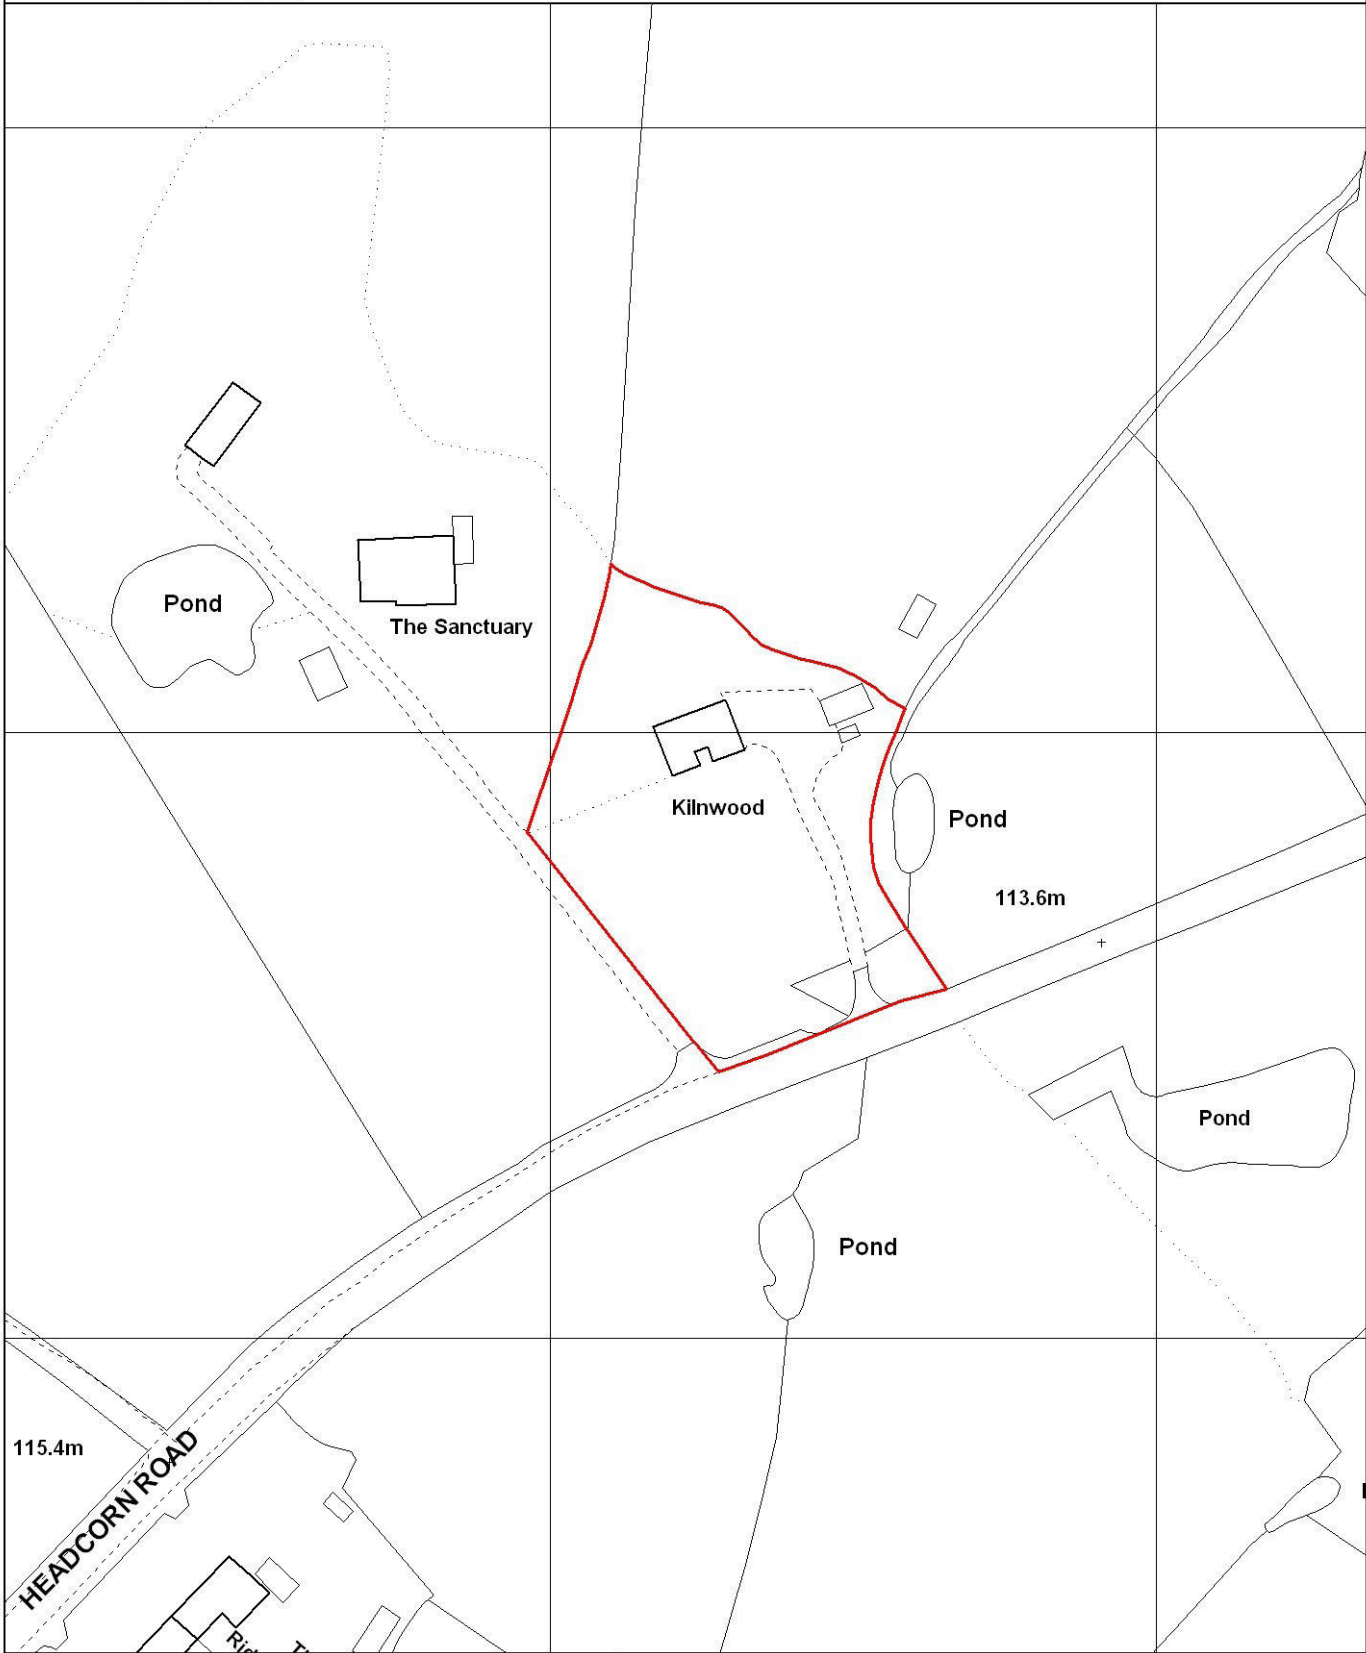 Pond
The Sanctuary
Kilnwood
Pond
113.6m
Pond
Pond
115.4m
HEADCORN ROAD